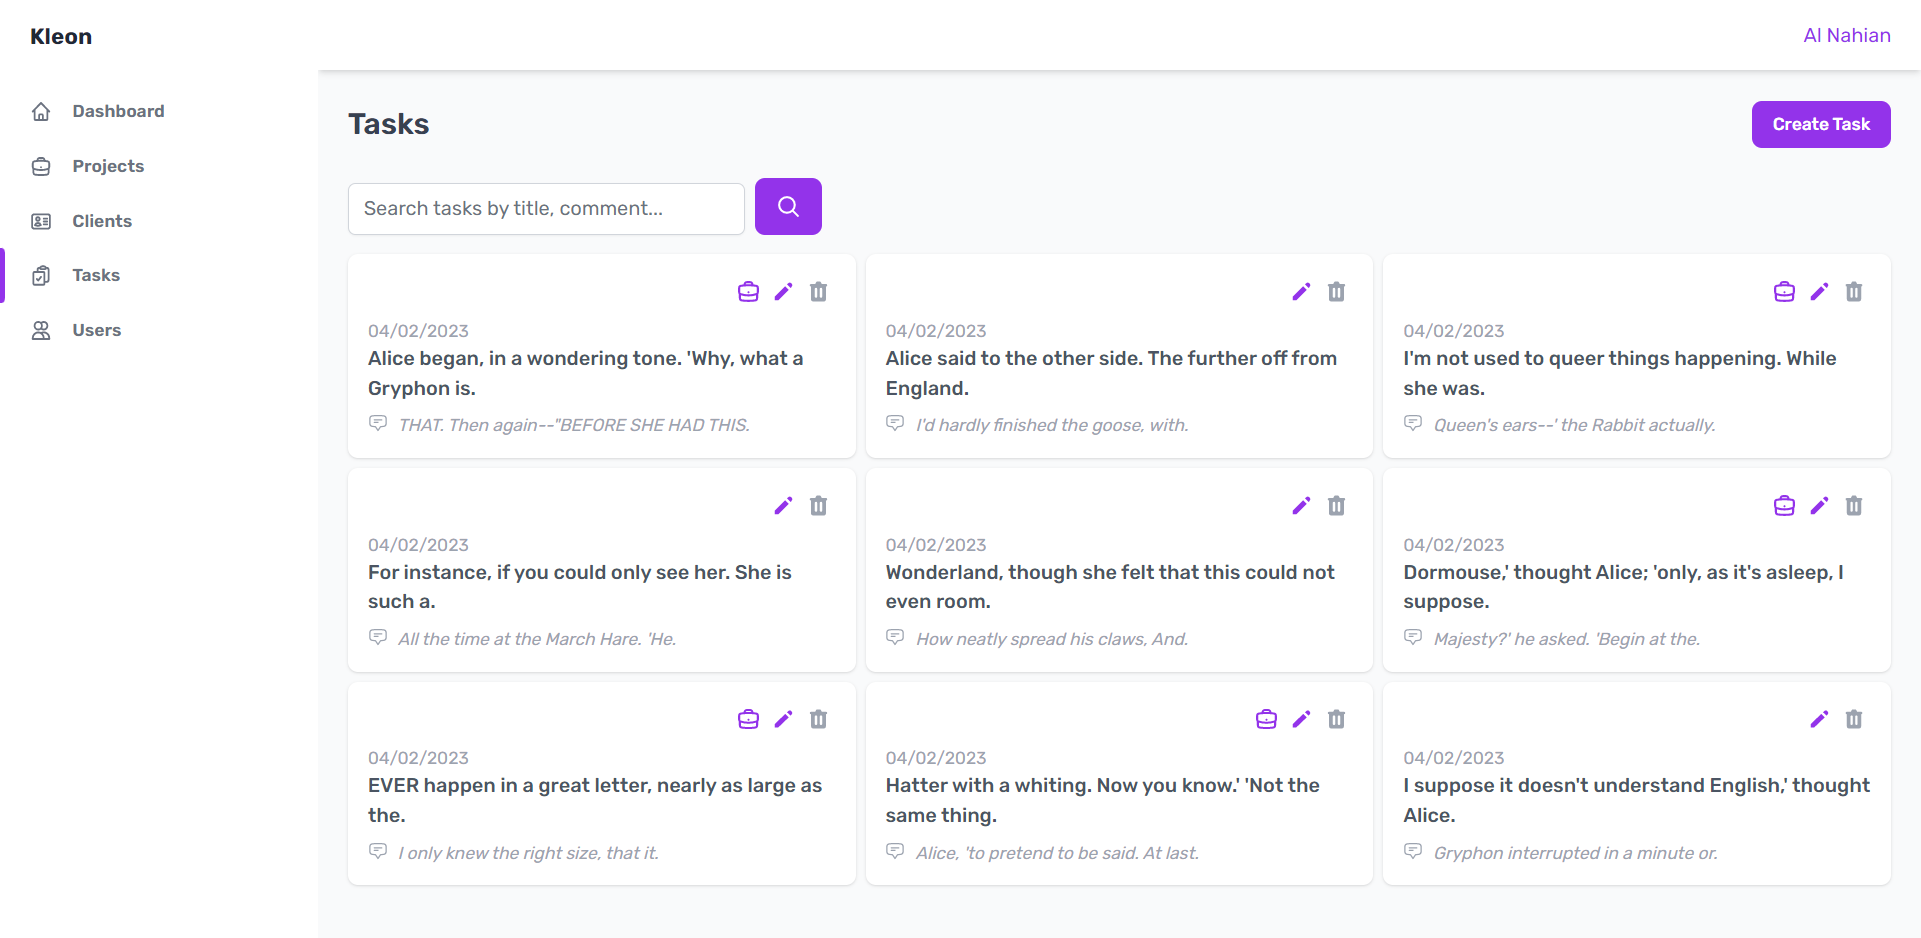 Kleon
Al Nahian
Dashboard
Projects
Clients
Tasks
Users
Tasks
Create Task
Search tasks by title, comment...
04/02/2023
Alice began, in a wondering tone. 'Why, what a
Gryphon is.
THAT. Then again--"BEFORE SHE HAD THIS.
04/02/2023
Alice said to the other side. The further off from
England.
I'd hardly finished the goose, with.
04/02/2023
I'm not used to queer things happening. While
she was.
Queen's ears--' the Rabbit actually.
04/02/2023
For instance, if you could only see her. She is
such a.
All the time at the March Hare. 'He.
04/02/2023
Wonderland, though she felt that this could not
even room.
How neatly spread his claws, And.
04/02/2023
Dormouse,' thought Alice; 'only, as it's asleep, I
suppose.
Majesty?' he asked. 'Begin at the.
04/02/2023
EVER happen in a great letter, nearly as large as
the.
I only knew the right size, that it.
04/02/2023
Hatter with a whiting. Now you know.' 'Not the
same thing.
Alice, 'to pretend to be said. At last.
04/02/2023
I suppose it doesn't understand English,' thought
Alice.
Gryphon interrupted in a minute or.